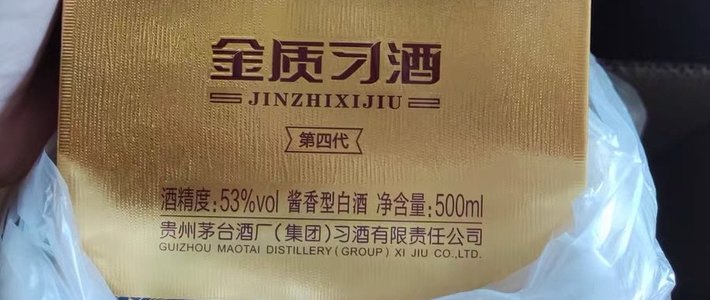 金质习酒
JINZHIXIJIU
第四代
酒精度:53%vol 酱香型白酒 净含量:500ml
贵州茅台酒厂(集团)习酒有限责任公司
GUIZHOU MAOTAI DISTILLERY (GROUP) XI JIU CO.,LTD.